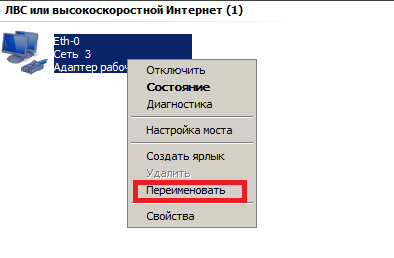 ЛВС или высокоскоростной Интернет (1)
Eth-0
Сеть 3
Адаптер
Отключить
Состояние
Диагностика
Настройка моста
Создать ярлык
Удалить
Переименовать
Свойства